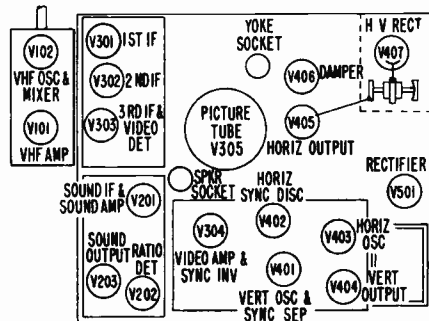 V102
VHF OSC &
MIXER
V101
VHF AMP
V301
1ST IF
V302
2ND IF
V303
3RD IF &
VIDEO
DET
YOKE
SOCKET
V406
DAMPER
H V RECT
V407
PICTURE
TUBE
V305
V405
HORIZ OUTPUT
RECTIFIER
V501
SPKR
SOCKET
SOUND IF &
SOUND AMP
V201
SOUND
OUTPUT
V203
RATIO
DET
V202
HORIZ
SYNC DISC
V402
V304
VIDEO AMP &
SYNC INV
V401
VERT OSC &
SYNC SEP
V403
HORIZ
OSC
V404
VERT
OUTPUT